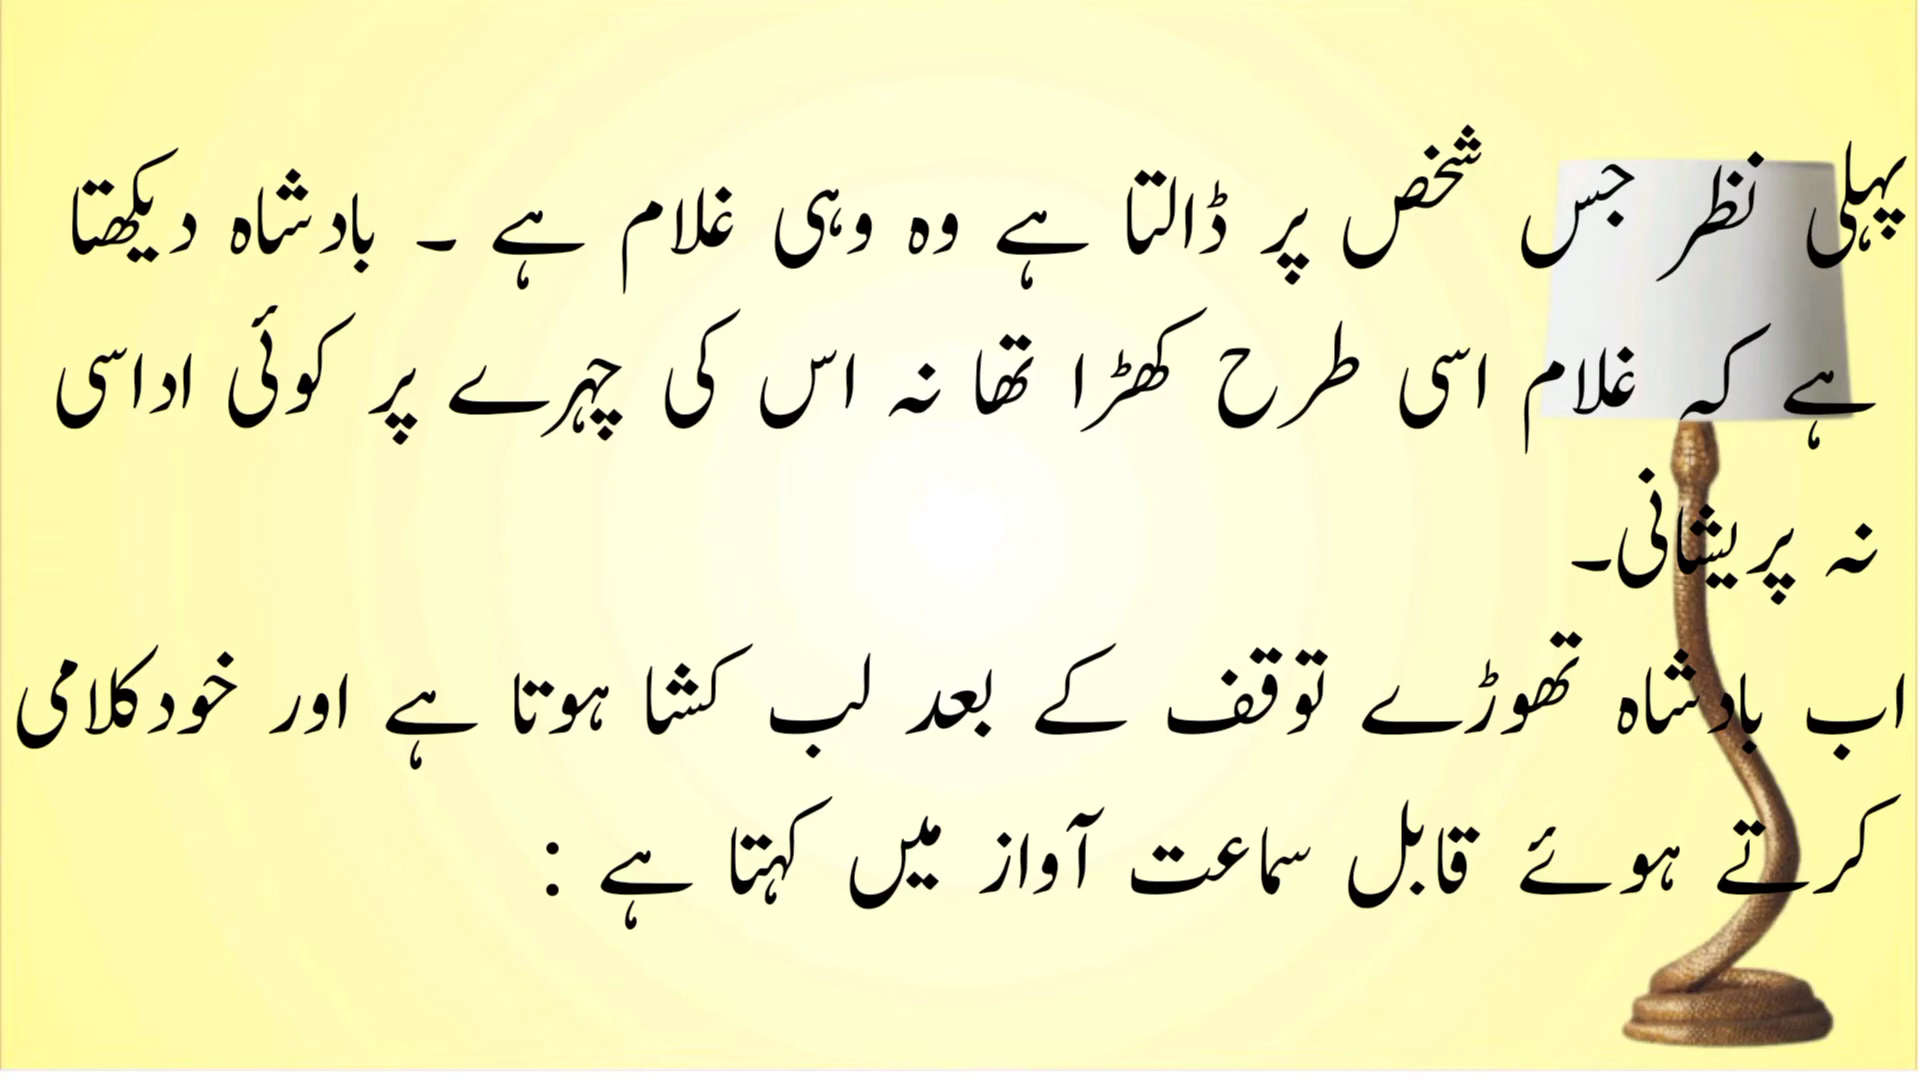 پہلی نظر جس شخص پر ڈالتا ہے وہ وہی غلام ہے ۔ بادشاہ دیکھتا
ہے کہ غلام اسی طرح کھڑا تھا نہ اس کی چہرے پر کوئی اداسی
نہ پریشانی۔
اب بادشاہ تھوڑے توقف کے بعد لب کشا ہوتا ہے اور خودکلامی
کرتے ہوئے قابل سماعت آواز میں کہتا ہے :